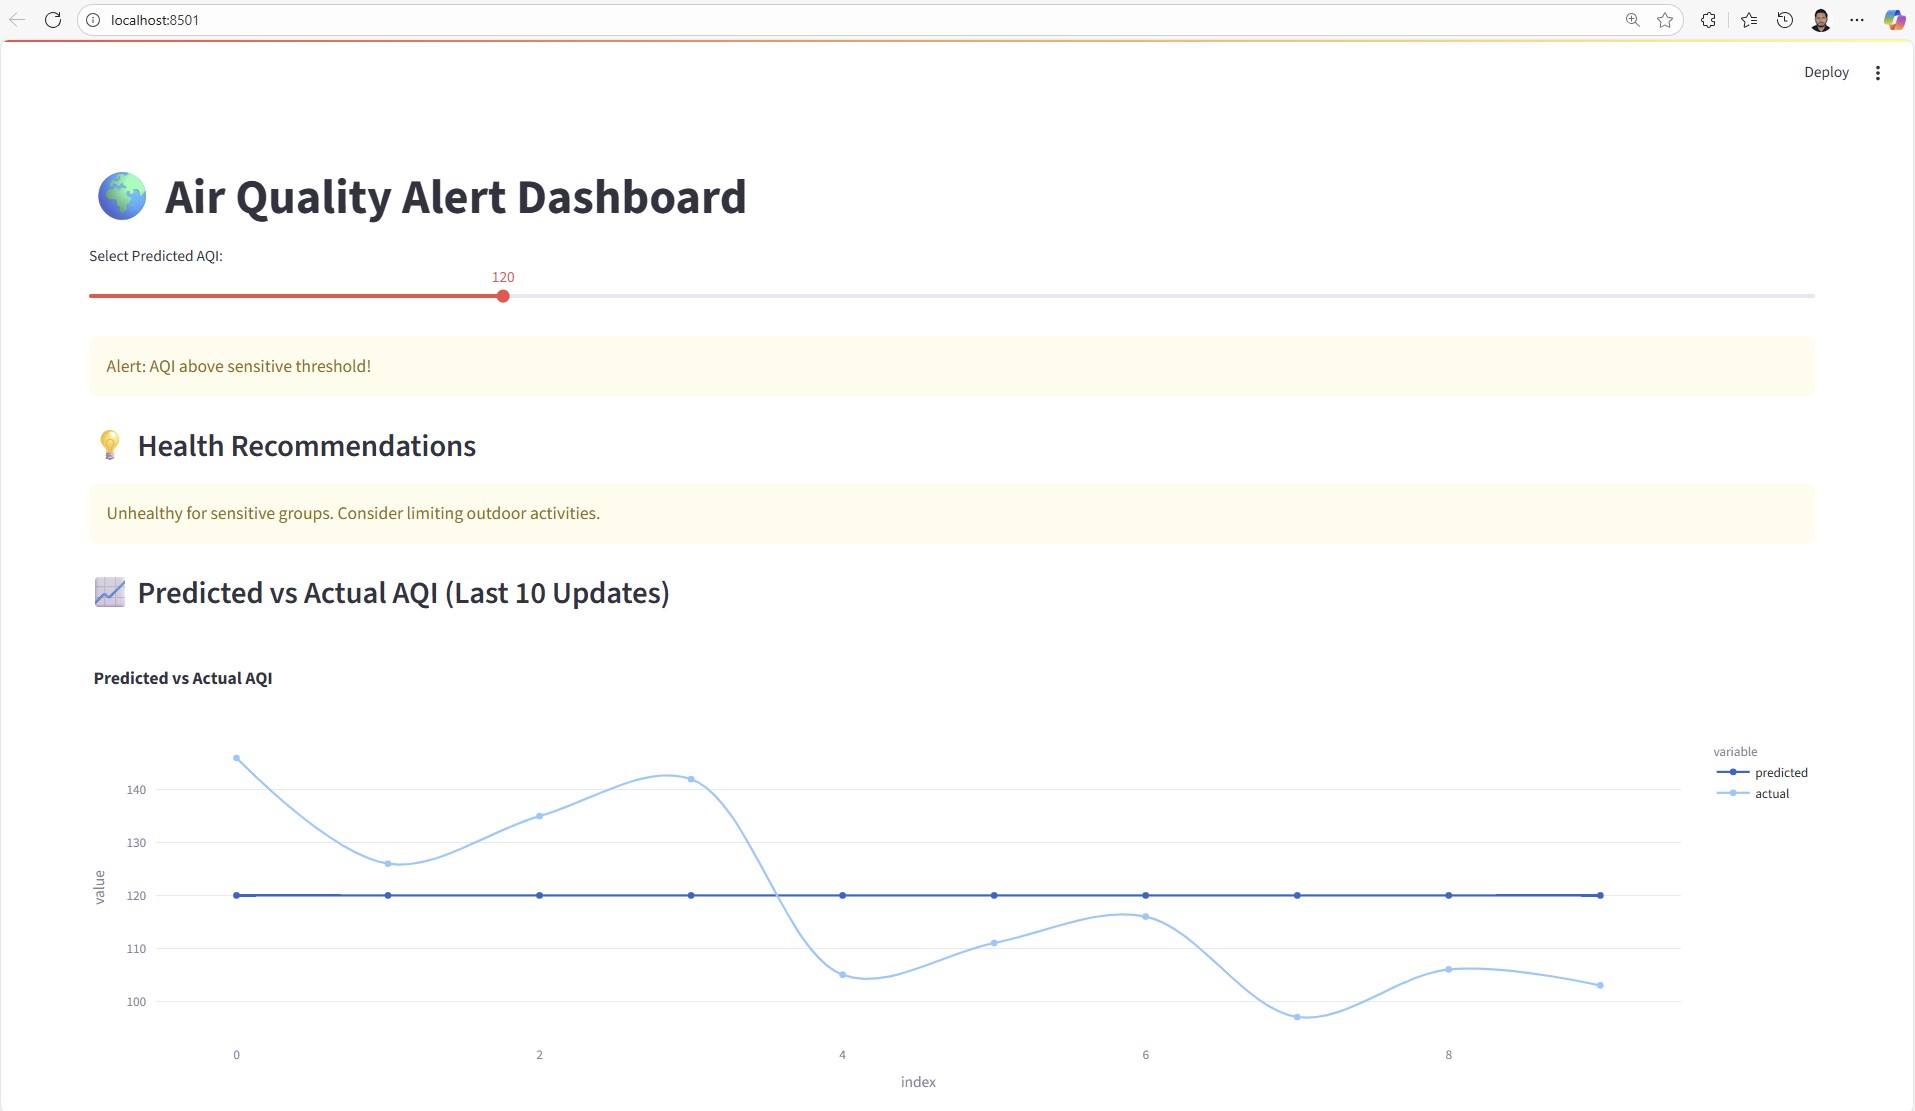 localhost:8501
Deploy
Air Quality Alert Dashboard
Select Predicted AQI:
120
Alert: AQI above sensitive threshold!
Health Recommendations
Unhealthy for sensitive groups. Consider limiting outdoor activities.
Predicted vs Actual AQI (Last 10 Updates)
Predicted vs Actual AQI
variable
predicted
actual
value
140
130
120
110
100
0 2 4 6 8
index